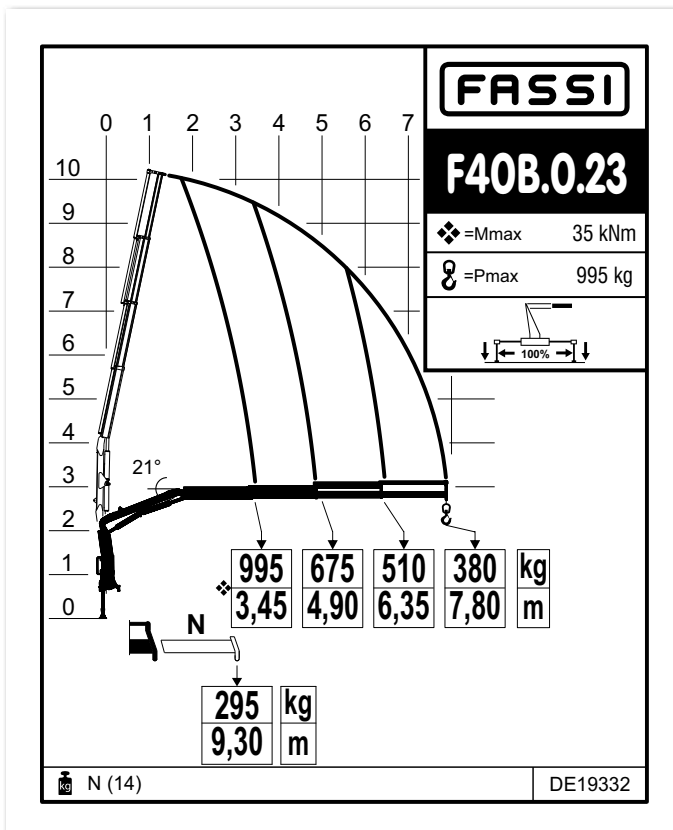 FASSI
F40B.0.23
=Mmax 35 kNm
=Pmax 995 kg
100%
0 1 2 3 4 5 6 7
10
9
8
7
6
5
4
3
2
1
0
21°
995 675 510 380 kg
3,45 4,90 6,35 7,80 m
N
295 kg
9,30 m
kg N (14) DE19332